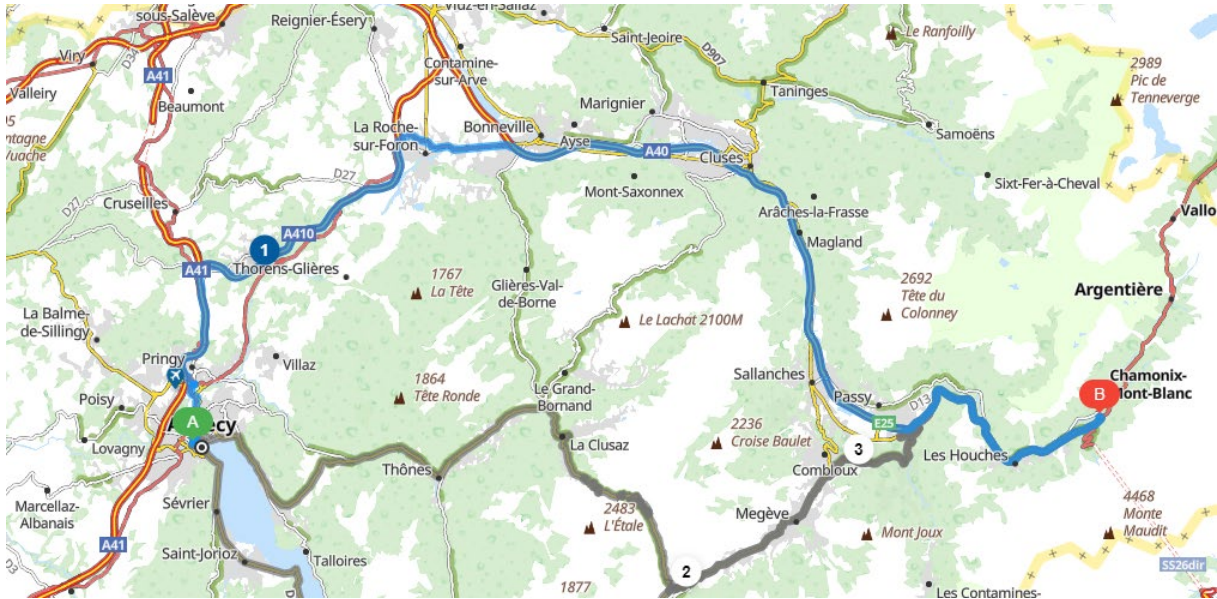 sous-Salève
Reignier-Ésery
Viuz-en-Sallaz
Saint-Jeoire
Le Ranfoilly
Viry
D34
A41
Valleiry
Beaumont
Contamine-
sur-Arve
D907
Taninges
2989
Pic de
Tenneverge
Marignier
La Roche-
sur-Foron
Bonneville
Ayse
A40
Cluses
Samoëns
D27
Mont-Saxonnex
Sixt-Fer-à-Cheval
Cruseilles
D27
Arâches-la-Frasse
Magland
Vallo
1
A410
A41
Thorens-Glières
1767
La Tête
Glières-Val-
de-Borne
2692
Tête du
Colonney
Argentière
La Balme-
de-Sillingy
Le Lachat 2100M
Pringy
Villaz
Sallanches
Passy
D13
Chamonix-
Mont-Blanc
B
Poisy
1864
Tête Ronde
Le Grand-
Bornand
A
Lovagny
La Clusaz
2236
Croise Baulet
E25
3
Combloux
Les Houches
Thônes
Marcellaz-
Albanais
Sévrier
2483
L'Étale
Megève
Mont Joux
4468
Monte
Maudit
A41
Saint-Jorioz
Talloires
2
1877
D3
SS26dir
Les Contamines-